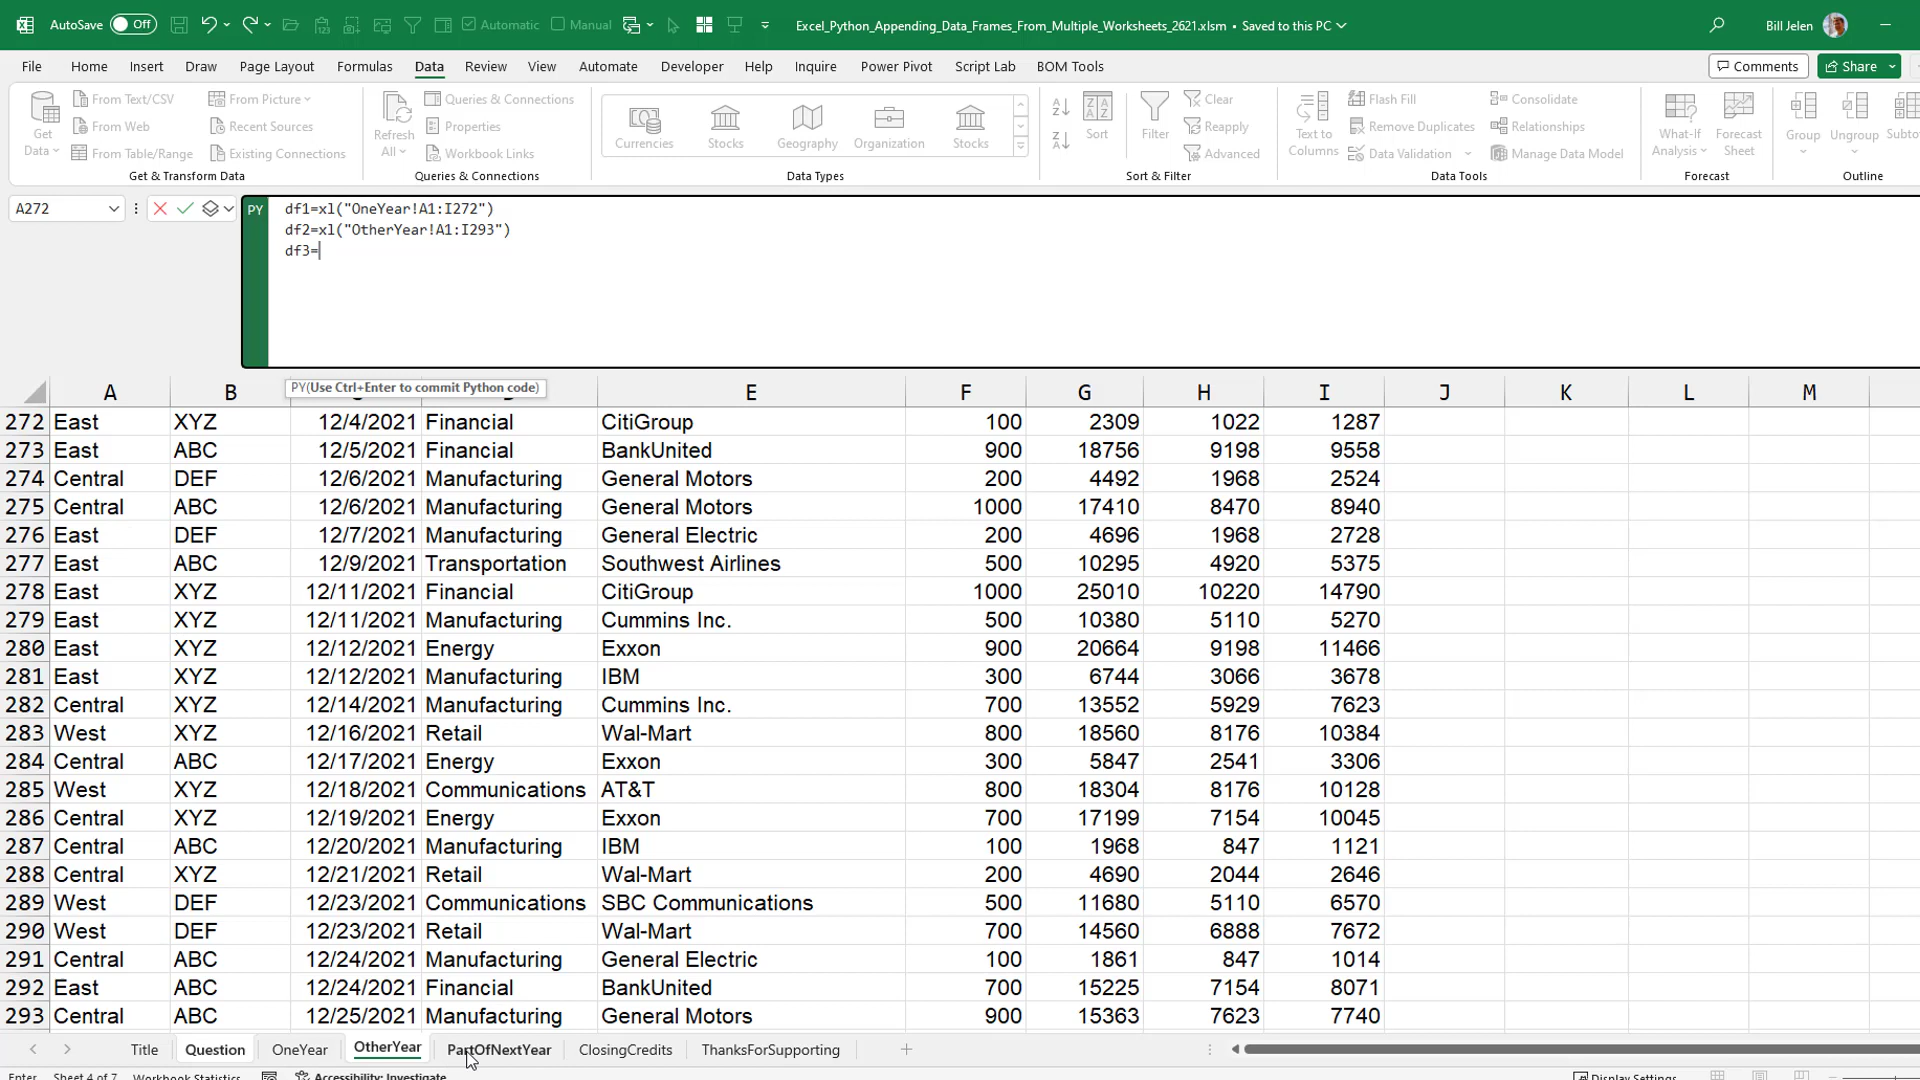 AutoSave Off Automatic Manual Excel_Python_Appending_Data_Frames_From_Multiple_Worksheets_2621.xlsm • Saved to this PC Bill Jelen
File Home Insert Draw Page Layout Formulas Data Review View Automate Developer Help Inquire Power Pivot Script Lab BOM Tools Comments Share
From Text/CSV From Picture Queries & Connections Clear Flash Fill Consolidate
From Web Recent Sources Properties Reapply Remove Duplicates Relationships
From Table/Range Existing Connections Workbook Links Advanced Data Validation Manage Data Model
Get Data Refresh All Currencies Stocks Geography Organization Stocks Sort Filter Text to Columns What-If Analysis Forecast Sheet Group Ungroup
Get & Transform Data Queries & Connections Data Types Sort & Filter Data Tools Forecast Outline
A272 PY df1=xl("OneYear!A1:I272")
df2=xl("OtherYear!A1:I293")
df3=
PY(Use Ctrl+Enter to commit Python code)
A B E F G H I J K L M
272 East XYZ 12/4/2021 Financial CitiGroup 100 2309 1022 1287
273 East ABC 12/5/2021 Financial BankUnited 900 18756 9198 9558
274 Central DEF 12/6/2021 Manufacturing General Motors 200 4492 1968 2524
275 Central ABC 12/6/2021 Manufacturing General Motors 1000 17410 8470 8940
276 East DEF 12/7/2021 Manufacturing General Electric 200 4696 1968 2728
277 East ABC 12/9/2021 Transportation Southwest Airlines 500 10295 4920 5375
278 East XYZ 12/11/2021 Financial CitiGroup 1000 25010 10220 14790
279 East XYZ 12/11/2021 Manufacturing Cummins Inc. 500 10380 5110 5270
280 East XYZ 12/12/2021 Energy Exxon 900 20664 9198 11466
281 East XYZ 12/12/2021 Manufacturing IBM 300 6744 3066 3678
282 Central XYZ 12/14/2021 Manufacturing Cummins Inc. 700 13552 5929 7623
283 West XYZ 12/16/2021 Retail Wal-Mart 800 18560 8176 10384
284 Central ABC 12/17/2021 Energy Exxon 300 5847 2541 3306
285 West XYZ 12/18/2021 Communications AT&T 800 18304 8176 10128
286 Central XYZ 12/19/2021 Energy Exxon 700 17199 7154 10045
287 Central ABC 12/20/2021 Manufacturing IBM 100 1968 847 1121
288 Central XYZ 12/21/2021 Retail Wal-Mart 200 4690 2044 2646
289 West DEF 12/23/2021 Communications SBC Communications 500 11680 5110 6570
290 West DEF 12/23/2021 Retail Wal-Mart 700 14560 6888 7672
291 Central ABC 12/24/2021 Manufacturing General Electric 100 1861 847 1014
292 East ABC 12/24/2021 Financial BankUnited 700 15225 7154 8071
293 Central ABC 12/25/2021 Manufacturing General Motors 900 15363 7623 7740
Title Question OneYear OtherYear PartOfNextYear ClosingCredits ThanksForSupporting
Enter Sheet 4 of 7 Workbook Statistics Accessibility: Investigate Display Settings